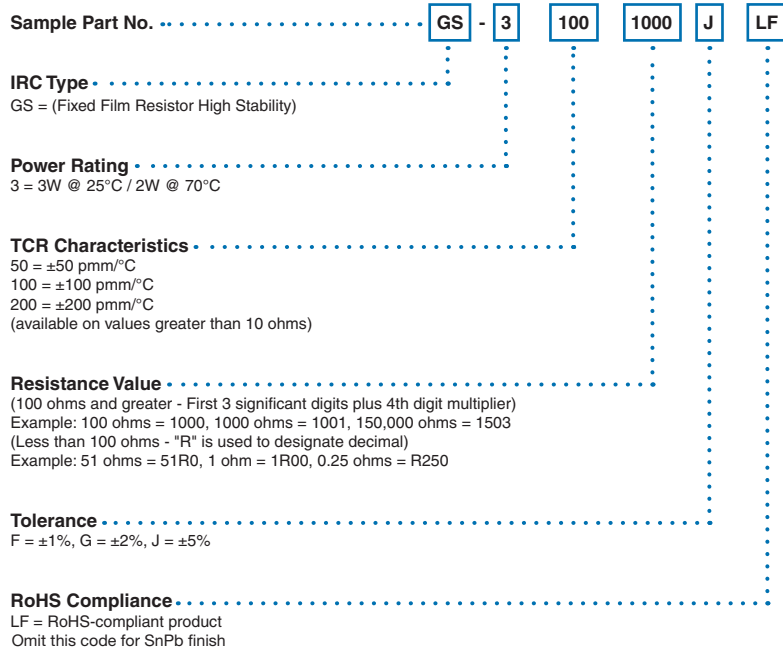 Sample Part No. GS - 3 100 1000 J LF
IRC Type
GS = (Fixed Film Resistor High Stability)
Power Rating
3 = 3W @ 25°C / 2W @ 70°C
TCR Characteristics
50 = ±50 pmm/°C
100 = ±100 pmm/°C
200 = ±200 pmm/°C
(available on values greater than 10 ohms)
Resistance Value
(100 ohms and greater - First 3 significant digits plus 4th digit multiplier)
Example: 100 ohms = 1000, 1000 ohms = 1001, 150,000 ohms = 1503
(Less than 100 ohms - "R" is used to designate decimal)
Example: 51 ohms = 51R0, 1 ohm = 1R00, 0.25 ohms = R250
Tolerance
F = ±1%, G = ±2%, J = ±5%
RoHS Compliance
LF = RoHS-compliant product
Omit this code for SnPb finish